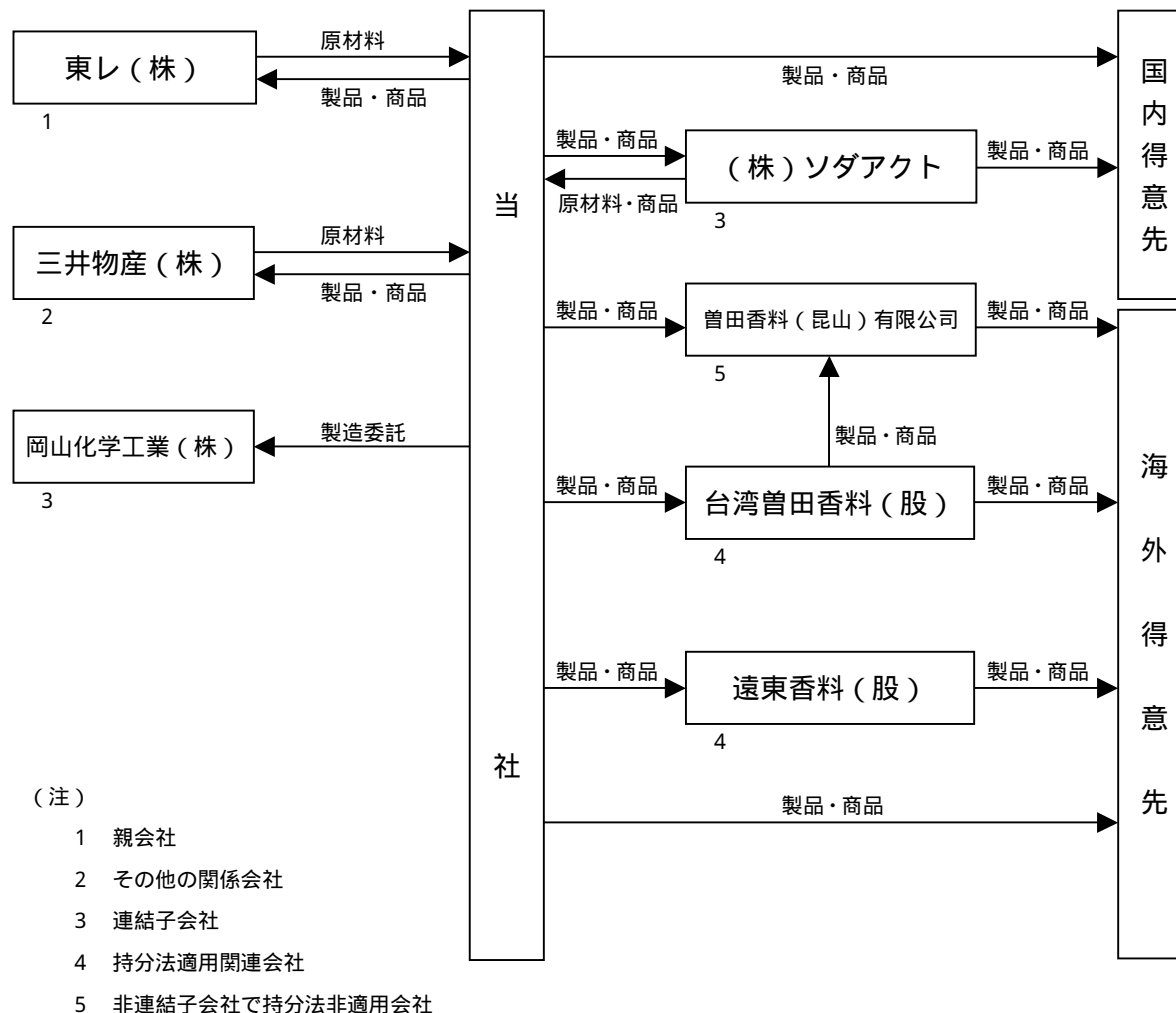 東レ（株）
1
原材料
製品・商品
三井物産（株）
2
原材料
製品・商品
岡山化学工業（株）
3
製造委託
当社
製品・商品
製品・商品
原材料・商品
（株）ソダアクト
3
製品・商品
国内得意先
製品・商品
曽田香料（昆山）有限公司
5
製品・商品
製品・商品
製品・商品
台湾曽田香料（股）
4
製品・商品
製品・商品
遠東香料（股）
4
製品・商品
製品・商品
海外得意先
（注）
1 親会社
2 その他の関係会社
3 連結子会社
4 持分法適用関連会社
5 非連結子会社で持分法非適用会社